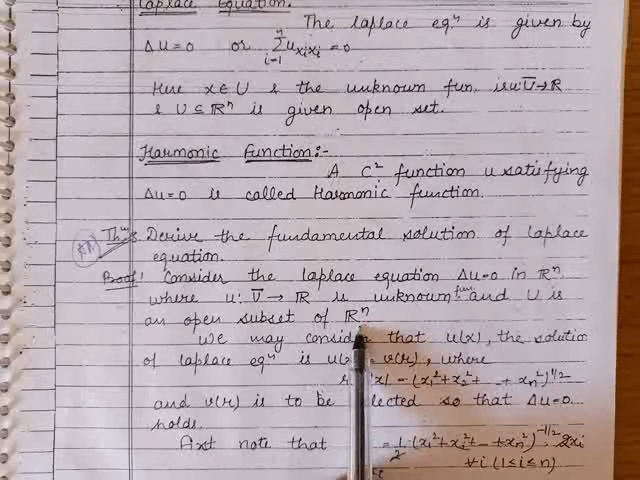 Laplace Equation.
The laplace eqⁿ is given by
Δu=0 or Σⁿᵢ₌₁ u_xᵢxᵢ =0
Here x∈U & the unknown fun. is u: U̅→R
& U⊆ℝⁿ is given open set.
Harmonic Function:-
A C² function u satisfying
Δu=0 is called Harmonic function.
Thm Derive the fundamental solution of laplace
equation.
Proof: Consider the laplace equation Δu=0 in ℝⁿ
where u: U̅→ℝ is unknown fun. and U is
an open subset of ℝⁿ
We may consider that u(x), the solution
of laplace eqⁿ is v(r), where
|x| = (x₁²+x₂²+ - - +xₙ²)^1/2
and v(r) is to be selected so that Δu=0
holds.
First note that = 1/2 (x₁²+x₂²+ - - +xₙ²)^-1/2 . 2xᵢ
∀ i (1≤i≤n)